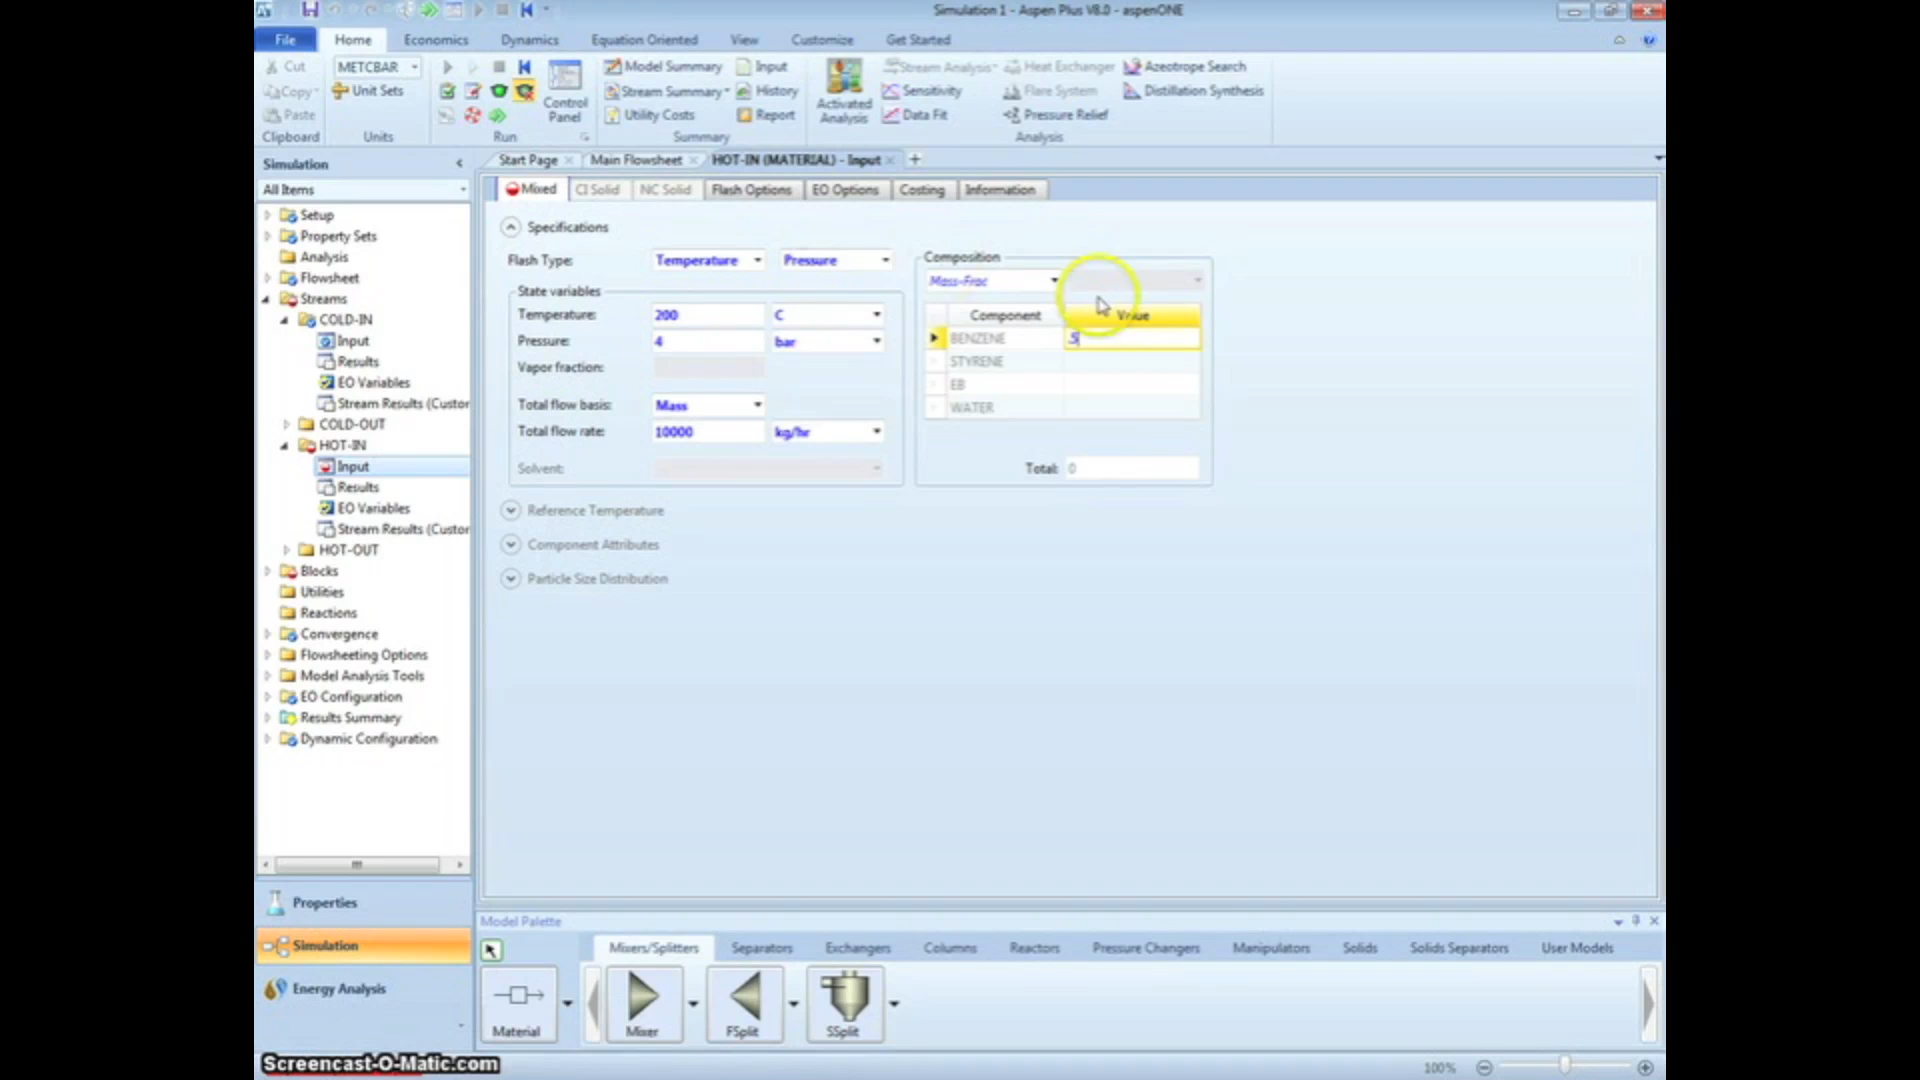 Simulation 1 - Aspen Plus V8.0 - aspenONE
File Home Economics Dynamics Equation Oriented View Customize Get Started
Cut METCBAR Model Summary Input Stream Analysis Heat Exchanger Azeotrope Search
Copy Unit Sets Stream Summary History Sensitivity Flare System Distillation Synthesis
Paste Control Panel Utility Costs Report Activated Analysis Data Fit Pressure Relief
Clipboard Units Run Summary Analysis
Simulation
Start Page Main Flowsheet HOT-IN (MATERIAL) - Input
All Items
Mixed CI Solid NC Solid Flash Options EO Options Costing Information
Setup
Property Sets
Analysis
Flowsheet
Streams
COLD-IN
Input
Results
EO Variables
Stream Results (Custor
COLD-OUT
HOT-IN
Input
Results
EO Variables
Stream Results (Custor
HOT-OUT
Blocks
Utilities
Reactions
Convergence
Flowsheeting Options
Model Analysis Tools
EO Configuration
Results Summary
Dynamic Configuration
Specifications
Flash Type: Temperature Pressure
State variables
Temperature: 200 C
Pressure: 4 bar
Vapor fraction:
Total flow basis: Mass
Total flow rate: 10000 kg/hr
Solvent:
Composition
Mass-Frac
Component Value
BENZENE .5
STYRENE
EB
WATER
Total: 0
Reference Temperature
Component Attributes
Particle Size Distribution
Properties
Simulation
Energy Analysis
Model Palette
Mixers/Splitters Separators Exchangers Columns Reactors Pressure Changers Manipulators Solids Solids Separators User Models
Material Mixer FSplit SSplit
Screencast-O-Matic.com
100%